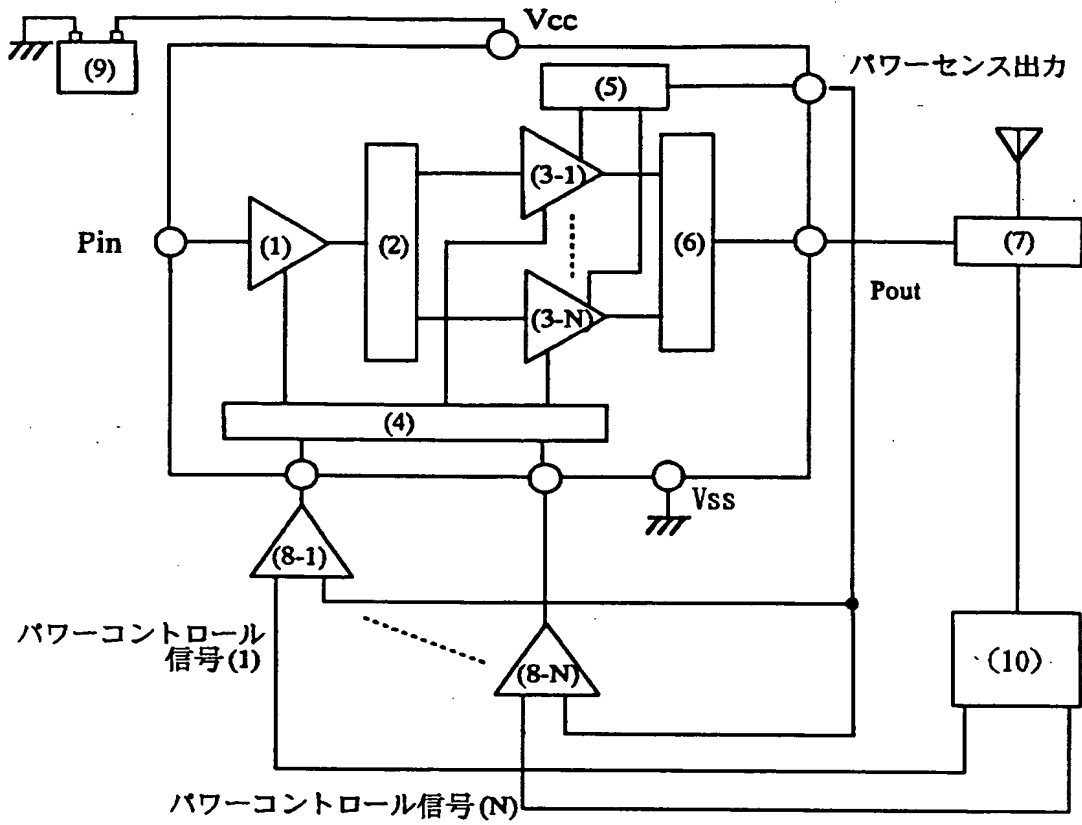 Vcc
(9)
パワーセンス出力
(5)
(3-1)
Pin
(1)
(2)
(6)
(7)
(3-N)
Pout
(4)
Vss
(8-1)
パワーコントロール
信号(1)
(8-N)
(10)
パワーコントロール信号(N)